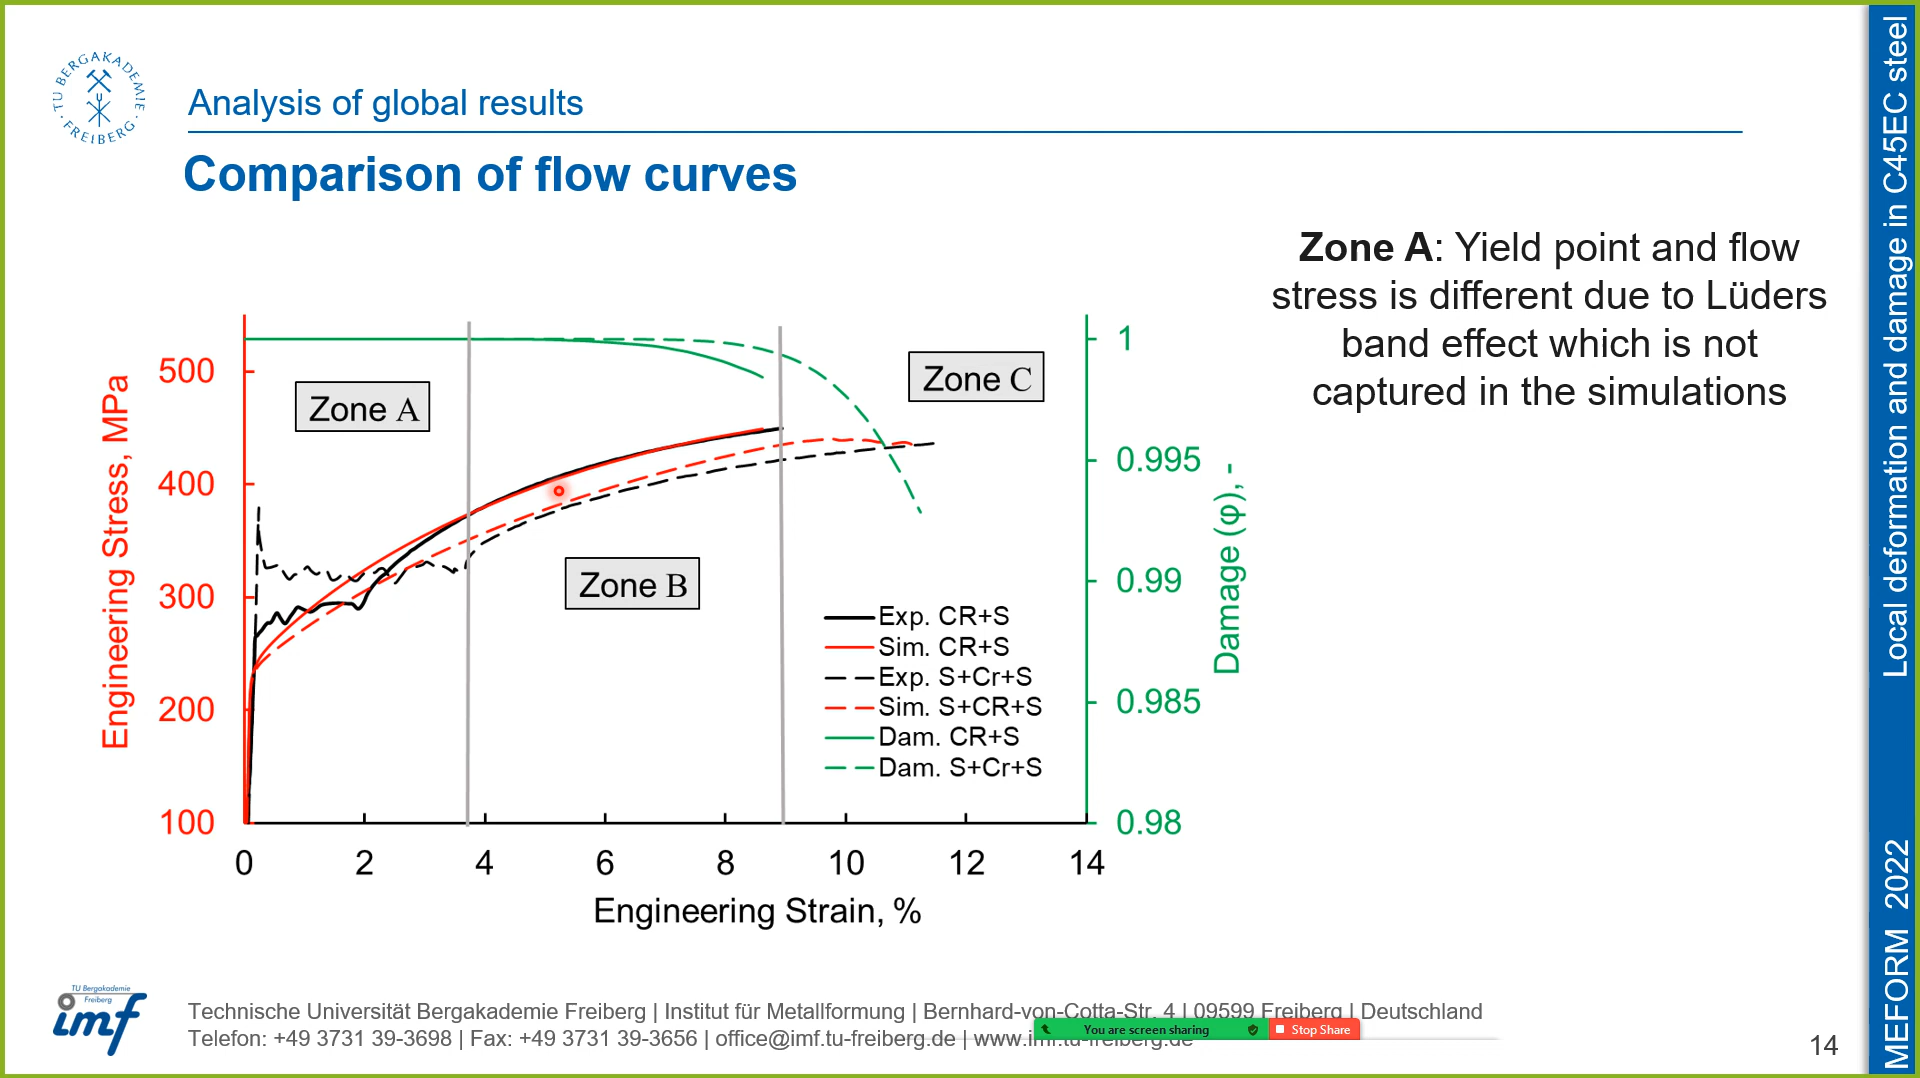 TU BERGAKADEMIE
FREIBERG
Analysis of global results
Comparison of flow curves
Zone A: Yield point and flow
stress is different due to Lüders
band effect which is not
captured in the simulations
Engineering Stress, MPa
500
400
300
200
100
Zone A
Zone B
Zone C
Exp. CR+S
Sim. CR+S
Exp. S+Cr+S
Sim. S+CR+S
Dam. CR+S
Dam. S+Cr+S
1
0.995
0.99
0.985
0.98
Damage (φ), -
0
2
4
6
8
10
12
14
Engineering Strain, %
Local deformation and damage in C45EC steel
MEFORM 2022
TU Bergakademie
Freiberg
imf
Technische Universität Bergakademie Freiberg | Institut für Metallformung | Bernhard-von-Cotta-Str. 4 | 09599 Freiberg | Deutschland
Telefon: +49 3731 39-3698 | Fax: +49 3731 39-3656 | office@imf.tu-freiberg.de | www.imf.tu-freiberg.de
You are screen sharing
Stop Share
14